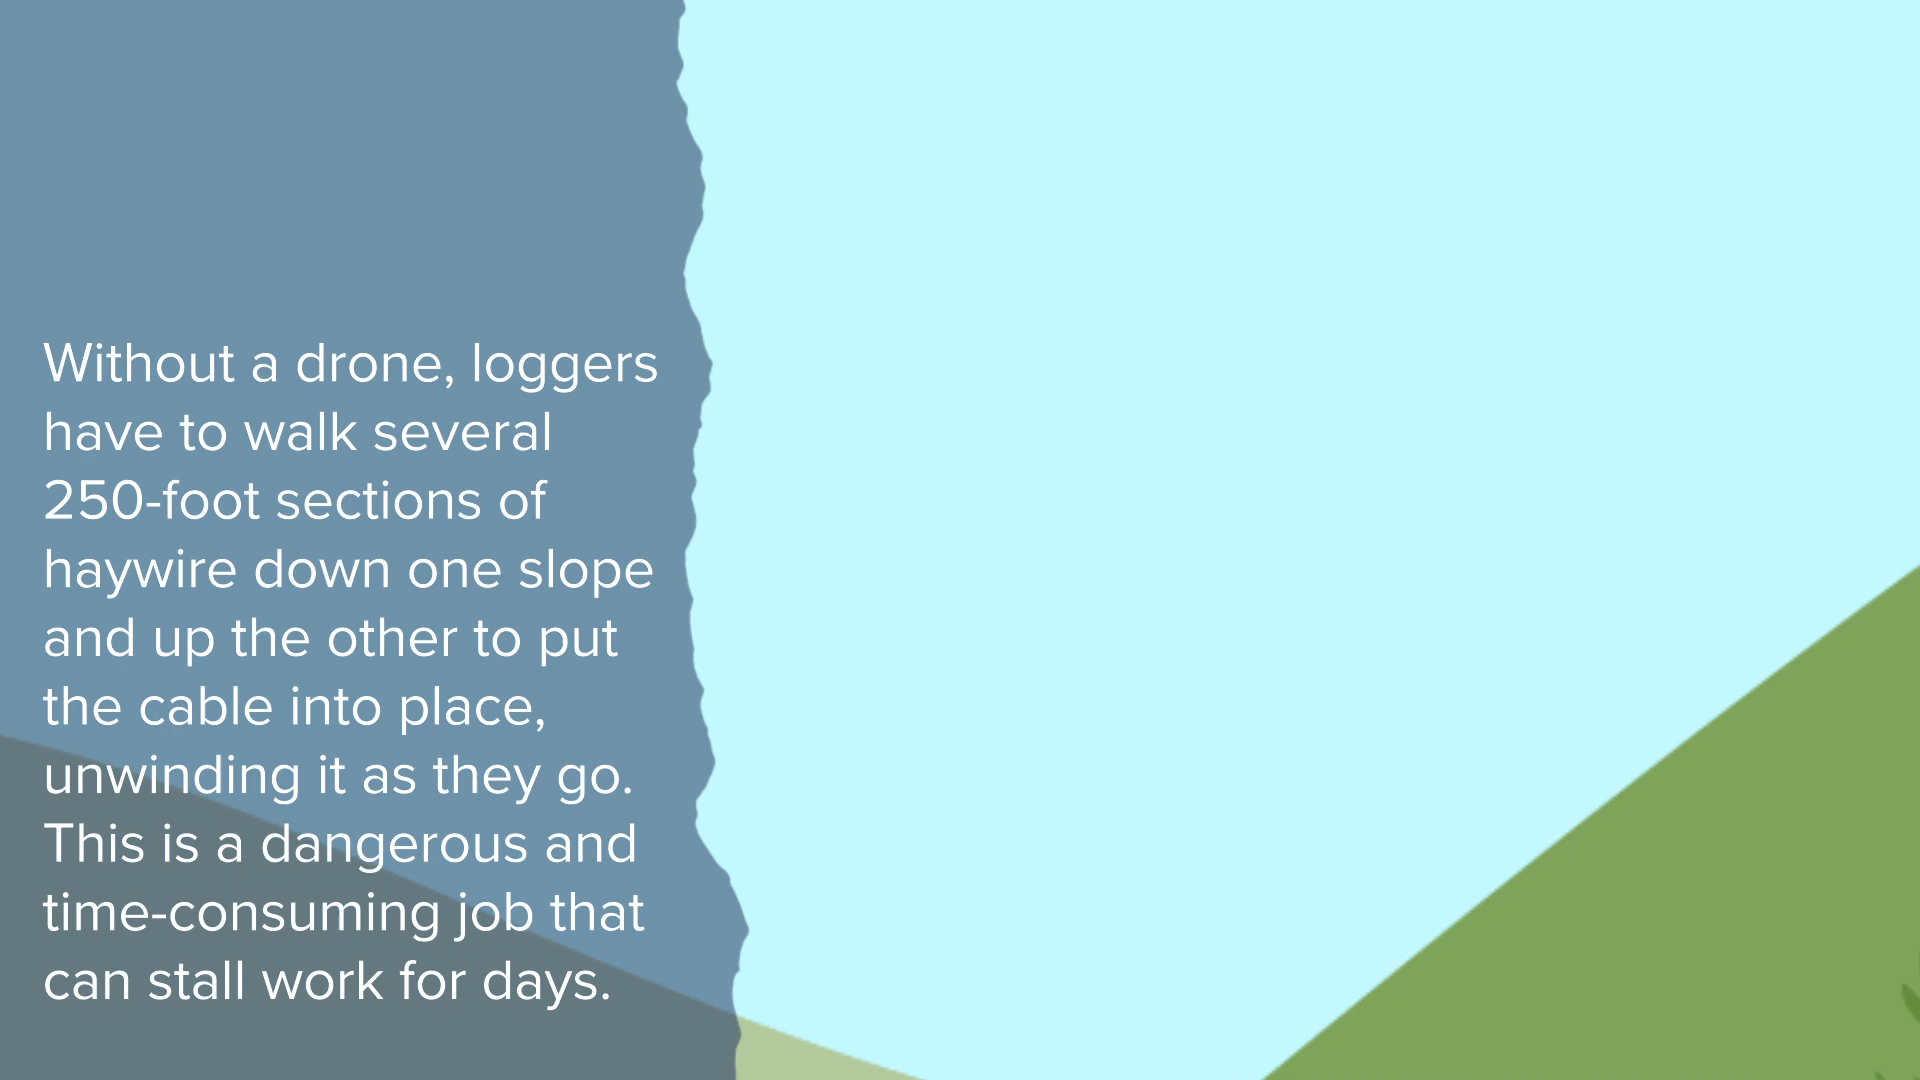 Without a drone, loggers
have to walk several
250-foot sections of
haywire down one slope
and up the other to put
the cable into place,
unwinding it as they go.
This is a dangerous and
time-consuming job that
can stall work for days.